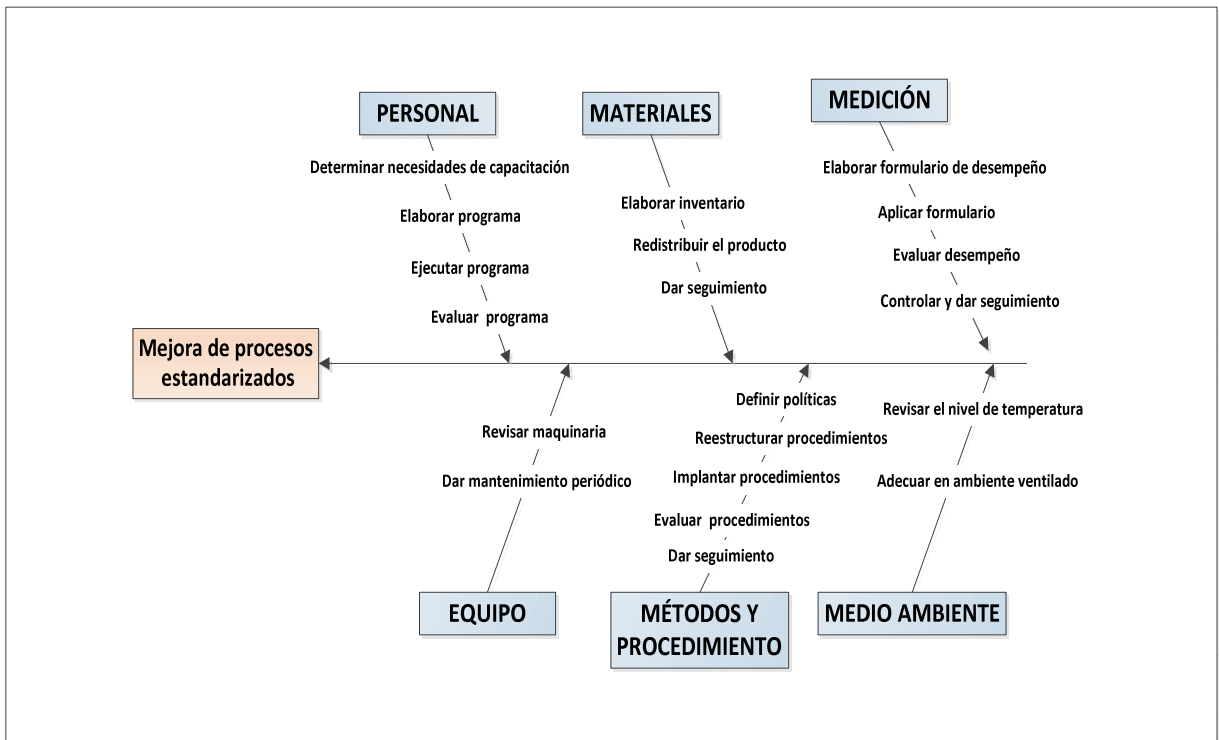 PERSONAL
MATERIALES
MEDICIÓN
Determinar necesidades de capacitación
Elaborar programa
Ejecutar programa
Evaluar programa
Elaborar inventario
Redistribuir el producto
Dar seguimiento
Elaborar formulario de desempeño
Aplicar formulario
Evaluar desempeño
Controlar y dar seguimiento
Mejora de procesos
estandarizados
Revisar maquinaria
Dar mantenimiento periódico
Definir políticas
Reestructurar procedimientos
Implantar procedimientos
Evaluar procedimientos
Dar seguimiento
Revisar el nivel de temperatura
Adecuar en ambiente ventilado
EQUIPO
MÉTODOS Y
PROCEDIMIENTO
MEDIO AMBIENTE